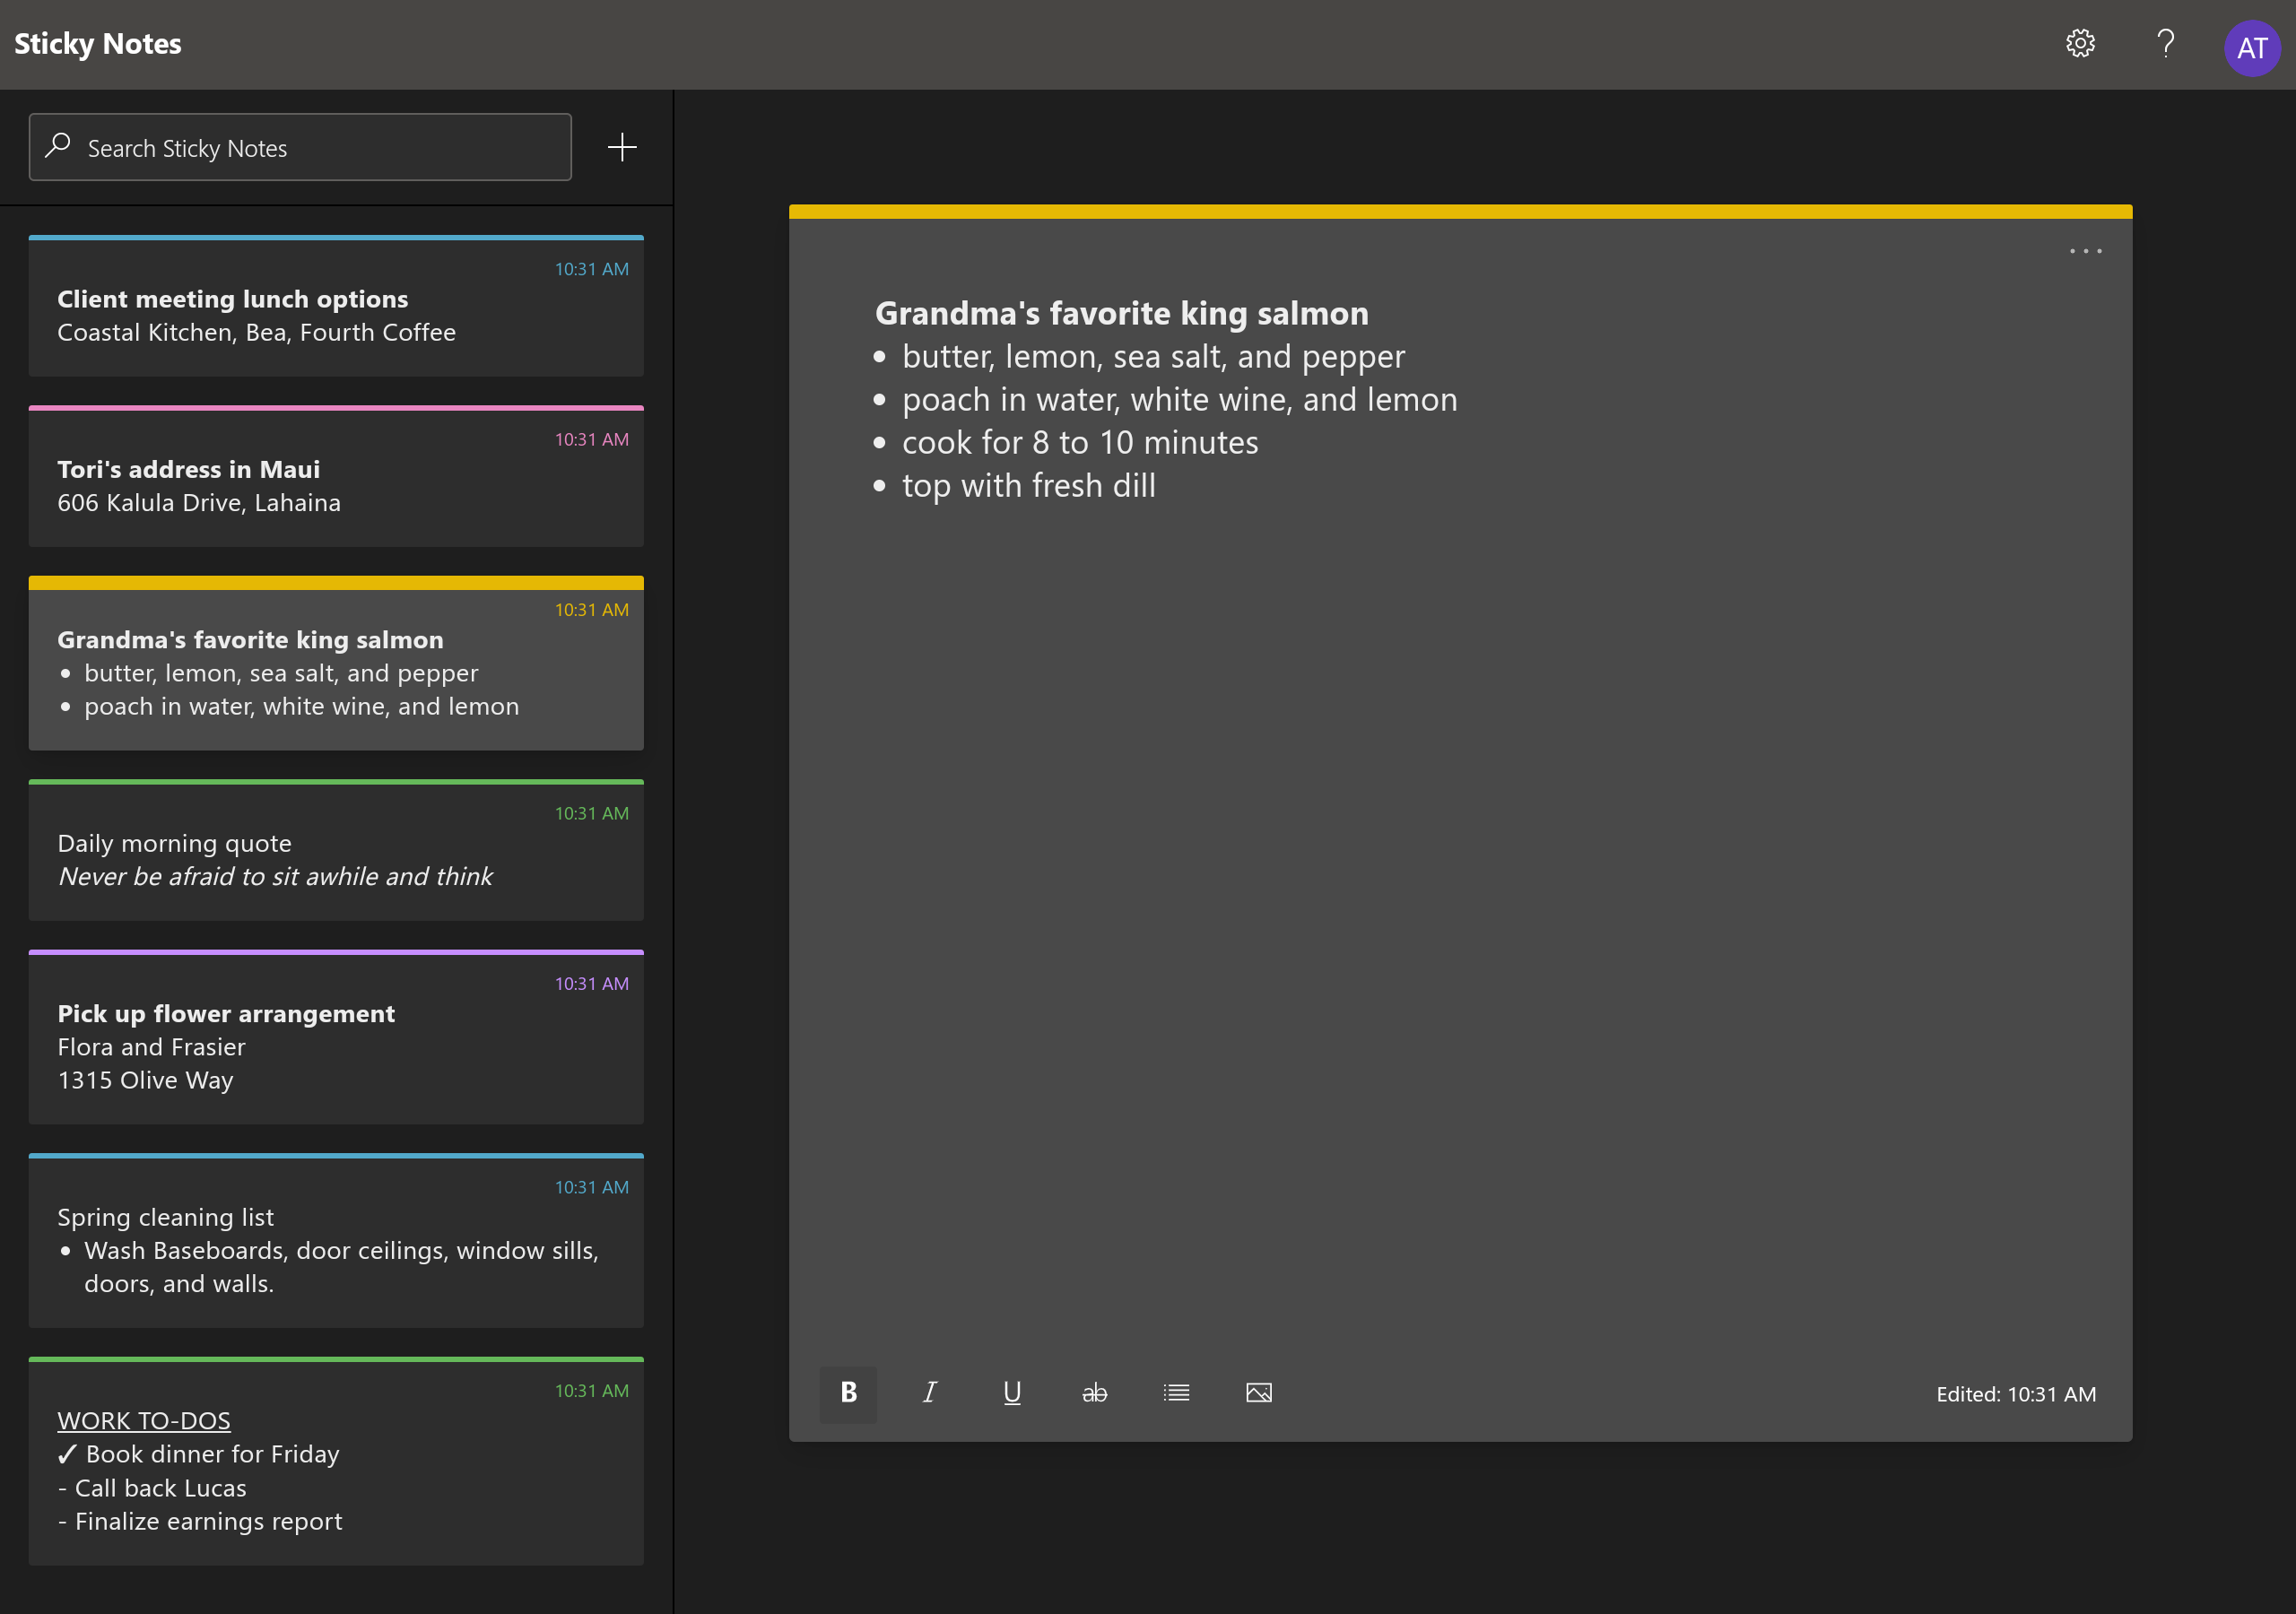 Sticky Notes
AT
Search Sticky Notes
10:31 AM
Client meeting lunch options
Coastal Kitchen, Bea, Fourth Coffee
10:31 AM
Tori's address in Maui
606 Kalula Drive, Lahaina
10:31 AM
Grandma's favorite king salmon
• butter, lemon, sea salt, and pepper
• poach in water, white wine, and lemon
10:31 AM
Daily morning quote
Never be afraid to sit awhile and think
10:31 AM
Pick up flower arrangement
Flora and Frasier
1315 Olive Way
10:31 AM
Spring cleaning list
• Wash Baseboards, door ceilings, window sills,
doors, and walls.
10:31 AM
WORK TO-DOS
✓ Book dinner for Friday
- Call back Lucas
- Finalize earnings report
Grandma's favorite king salmon
• butter, lemon, sea salt, and pepper
• poach in water, white wine, and lemon
• cook for 8 to 10 minutes
• top with fresh dill
B I U ab
Edited: 10:31 AM